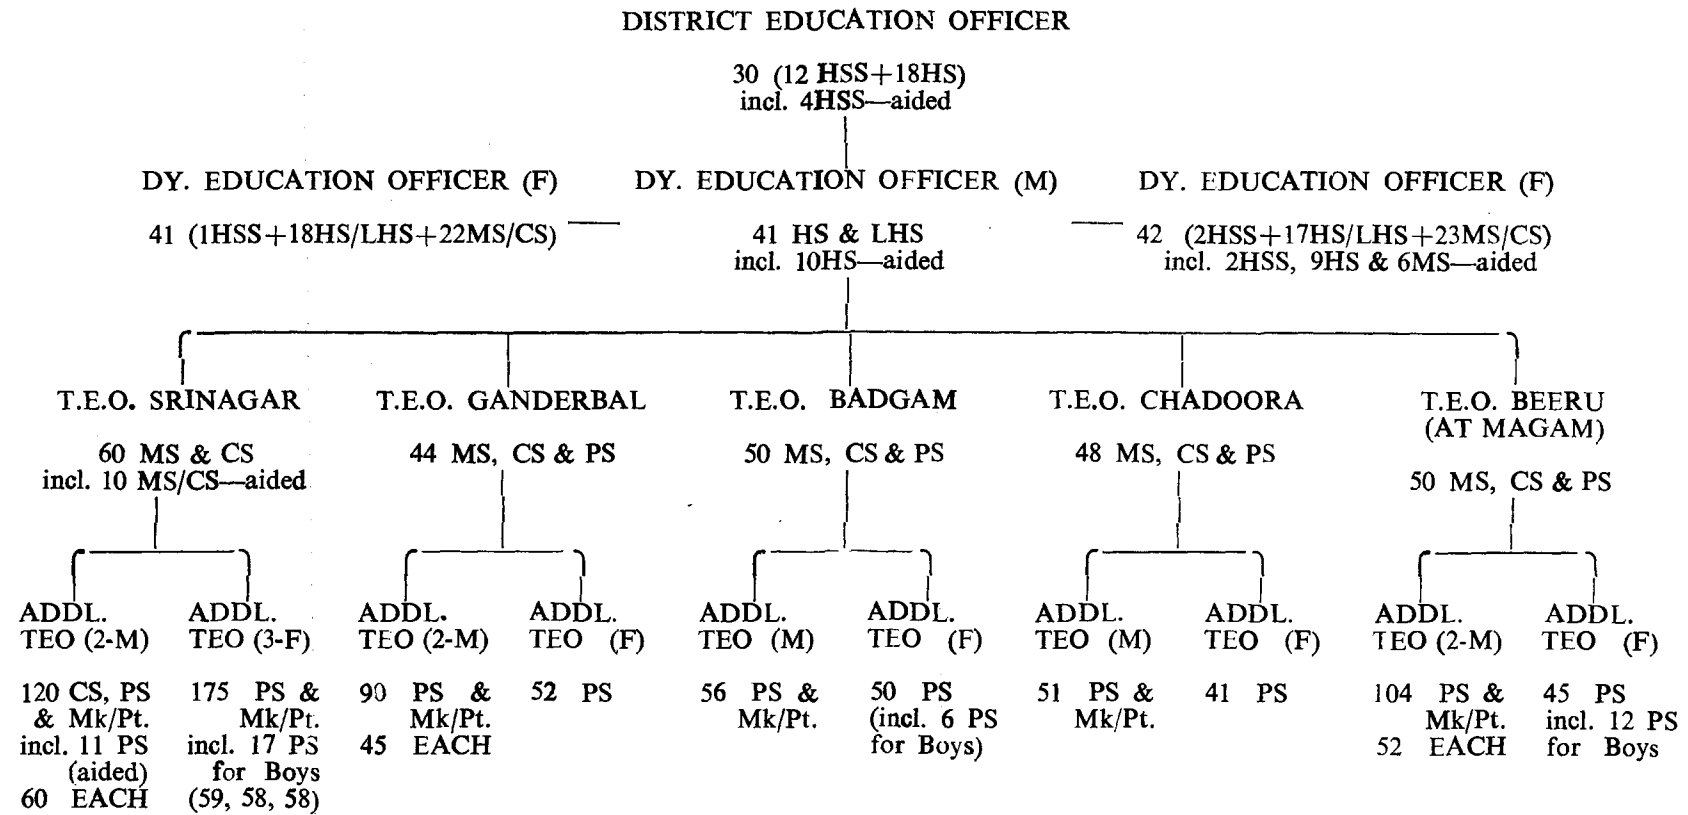 DISTRICT EDUCATION OFFICER
30 (12 HSS+18HS)
incl. 4HSS—aided
DY. EDUCATION OFFICER (F)
41 (1HSS+18HS/LHS+22MS/CS)
DY. EDUCATION OFFICER (M)
41 HS & LHS
incl. 10HS—aided
DY. EDUCATION OFFICER (F)
42 (2HSS+17HS/LHS+23MS/CS)
incl. 2HSS, 9HS & 6MS—aided
T.E.O. SRINAGAR
60 MS & CS
incl. 10 MS/CS—aided
T.E.O. GANDERBAL
44 MS, CS & PS
T.E.O. BADGAM
50 MS, CS & PS
T.E.O. CHADOORA
48 MS, CS & PS
T.E.O. BEERU
(AT MAGAM)
50 MS, CS & PS
ADDL.
TEO (2-M)
120 CS, PS
& Mk/Pt.
incl. 11 PS
(aided)
60 EACH
ADDL.
TEO (3-F)
175 PS &
Mk/Pt.
incl. 17 PS
for Boys
(59, 58, 58)
ADDL.
TEO (2-M)
90 PS &
Mk/Pt.
45 EACH
ADDL.
TEO (F)
52 PS
ADDL.
TEO (M)
56 PS &
Mk/Pt.
ADDL.
TEO (F)
50 PS
(incl. 6 PS
for Boys)
ADDL.
TEO (M)
51 PS &
Mk/Pt.
ADDL.
TEO (F)
41 PS
ADDL.
TEO (2-M)
104 PS &
Mk/Pt.
52 EACH
ADDL.
TEO (F)
45 PS
incl. 12 PS
for Boys